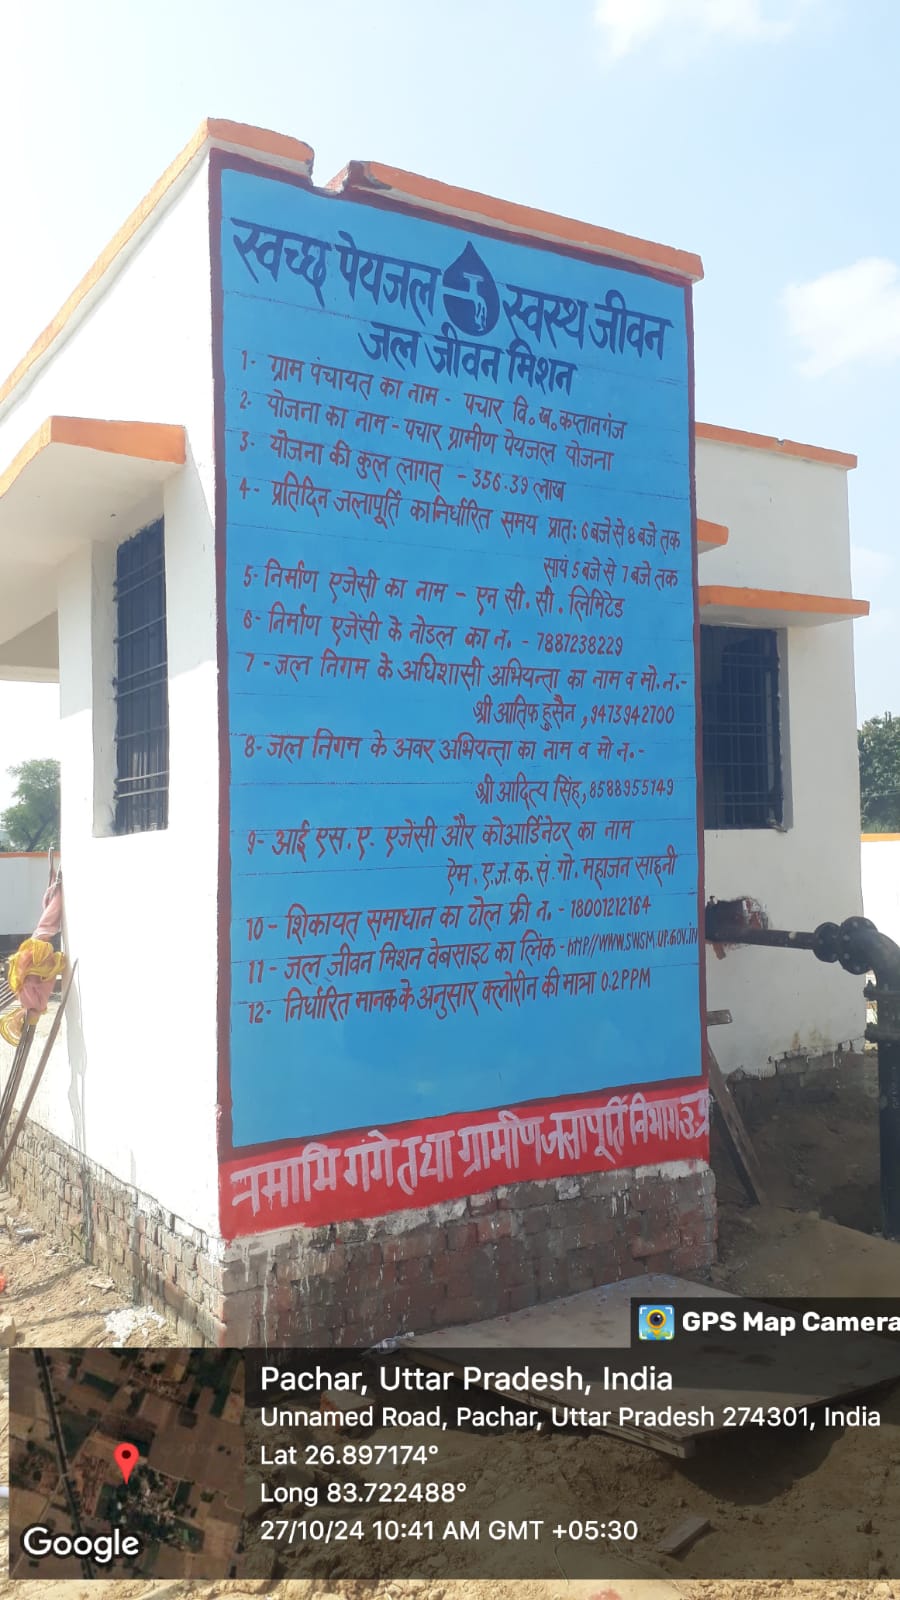 स्वच्छ पेयजल स्वस्थ जीवन
जल जीवन मिशन
1- ग्राम पंचायत का नाम - पचार वि.ख.कप्तानगंज
2- योजना का नाम - पचार ग्रामीण पेयजल योजना
3- योजना की कुल लागत् - 356.39 लाख
4- प्रतिदिन जलापूर्ति का निर्धारित समय प्रात: 6 बजे से 8 बजे तक
सायं 5 बजे से 7 बजे तक
5- निर्माण एजेंसी का नाम - एन सी. सी. लिमिटेड
6- निर्माण एजेंसी के नोडल का न. - 7887238229
7 - जल निगम के अधिशासी अभियन्ता का नाम व मो.न.-
श्री आतिफ हुसैन , 9473942700
8- जल निगम के अवर अभियन्ता का नाम व मो न.-
श्री आदित्य सिंह, 8588955149
9- आई एस. ए. एजेंसी और कोआर्डिनेटर का नाम
ऐम. ए.ज.क.सं.गो. महाजन साहनी
10 - शिकायत समाधान का टोल फ्री न. - 18001212164
11 - जल जीवन मिशन वेबसाइट का लिंक - http//WWW.SWSM.UP.GOV.IN
12- निर्धारित मानक के अनुसार क्लोरीन की मात्रा 0.2PPM
नमामि गंगे तथा ग्रामीण जलापूर्ति विभाग उ.प्र
GPS Map Camera
Pachar, Uttar Pradesh, India
Unnamed Road, Pachar, Uttar Pradesh 274301, India
Lat 26.897174°
Long 83.722488°
27/10/24 10:41 AM GMT +05:30
Google